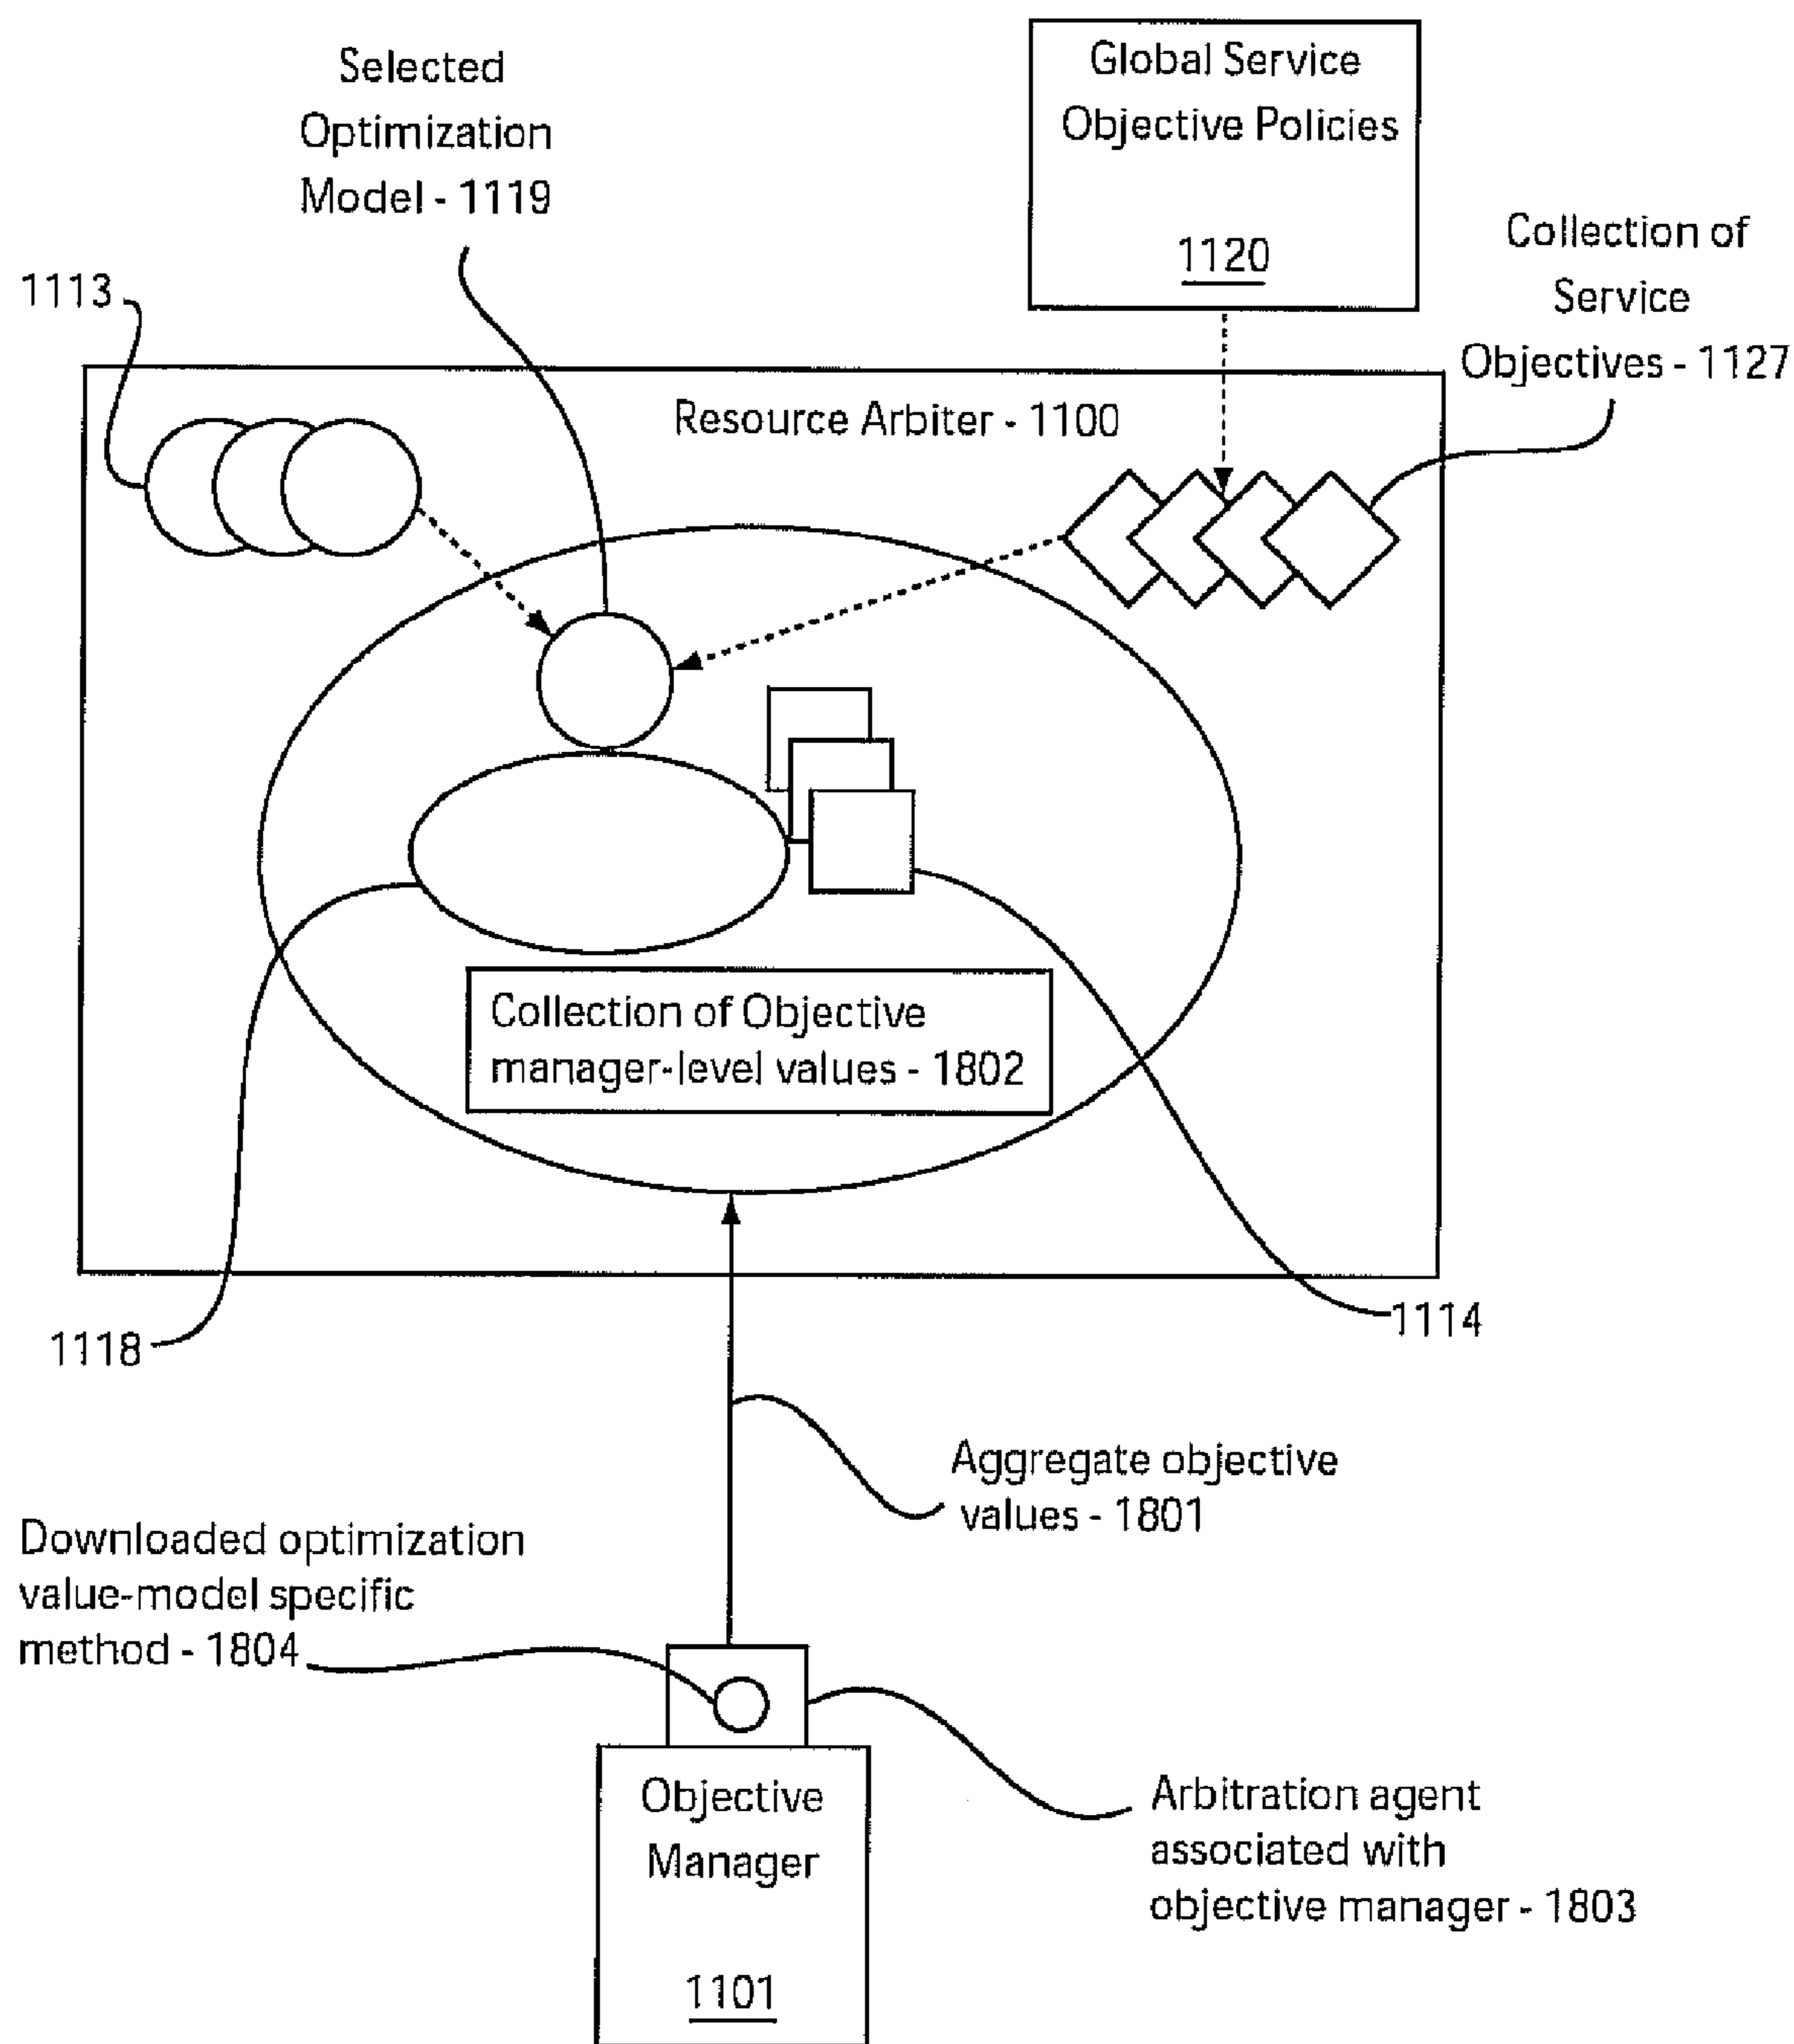 Selected
Optimization
Model - 1119
Global Service
Objective Policies
1120
Collection of
Service
Objectives - 1127
1113
Resource Arbiter - 1100
Collection of Objective
manager-level values - 1802
1118
1114
Aggregate objective
values - 1801
Downloaded optimization
value-model specific
method - 1804
Objective
Manager
1101
Arbitration agent
associated with
objective manager - 1803